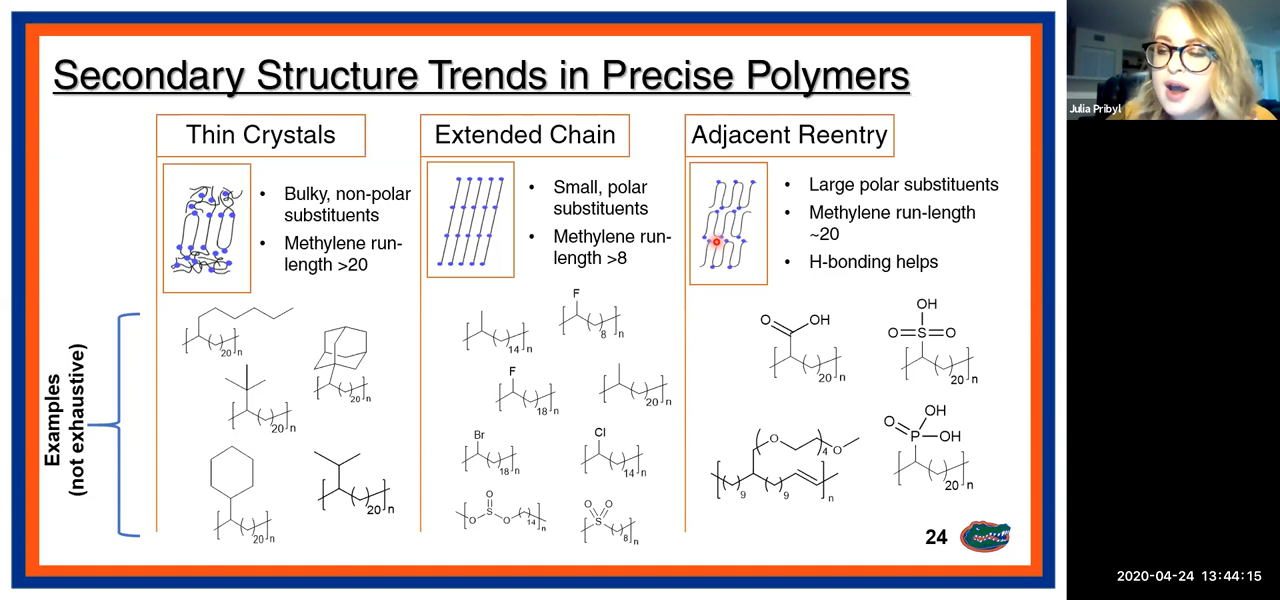 Secondary Structure Trends in Precise Polymers
Thin Crystals
• Bulky, non-polar
substituents
• Methylene run-
length >20
Extended Chain
• Small, polar
substituents
• Methylene run-
length >8
Adjacent Reentry
• Large polar substituents
• Methylene run-length
~20
• H-bonding helps
Examples
(not exhaustive)
20 n
20 n
20 n
20 n
20 n
14 n
F
8 n
F
18 n
20 n
Br
18 n
Cl
14 n
O
O S O
14 n
O O
S
8 n
O OH
20 n
OH
O=S=O
20 n
O
4 O
9 9 n
OH
O
P—OH
20 n
24
Julia Pribyl
2020-04-24 13:44:15